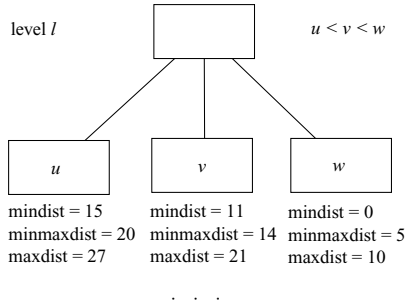 level l
u < v < w
u
v
w
mindist = 15
minmaxdist = 20
maxdist = 27
mindist = 11
minmaxdist = 14
maxdist = 21
mindist = 0
minmaxdist = 5
maxdist = 10
. . .